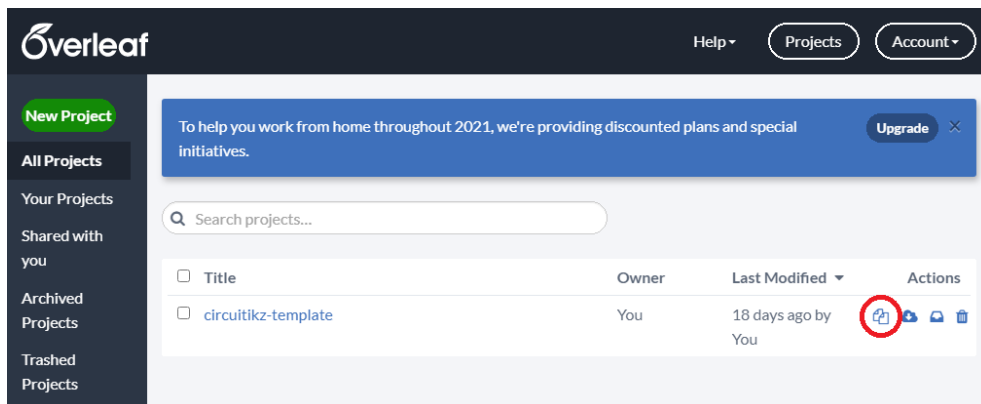 Overleaf
Help
Projects
Account
New Project
All Projects
Your Projects
Shared with
you
Archived
Projects
Trashed
Projects
To help you work from home throughout 2021, we're providing discounted plans and special
initiatives.
Upgrade
Search projects...
Title Owner Last Modified Actions
circuitikz-template You 18 days ago by
You